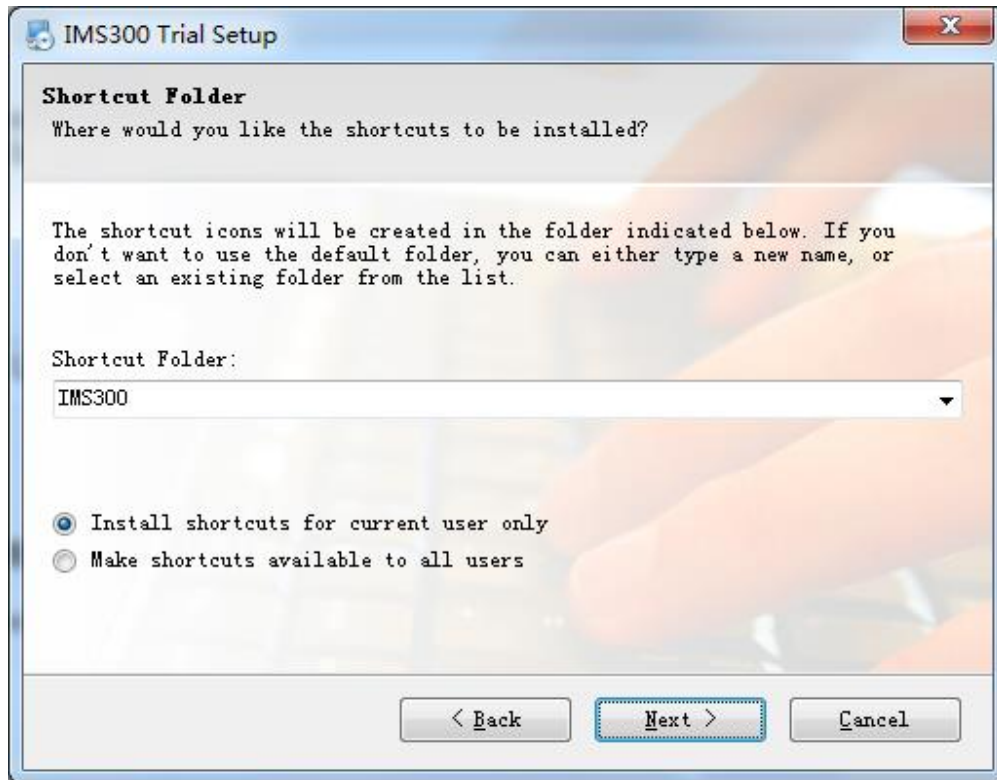 IMS300 Trial Setup
Shortcut Folder
Where would you like the shortcuts to be installed?
The shortcut icons will be created in the folder indicated below. If you
don't want to use the default folder, you can either type a new name, or
select an existing folder from the list.
Shortcut Folder:
IMS300
Install shortcuts for current user only
Make shortcuts available to all users
< Back
Next >
Cancel